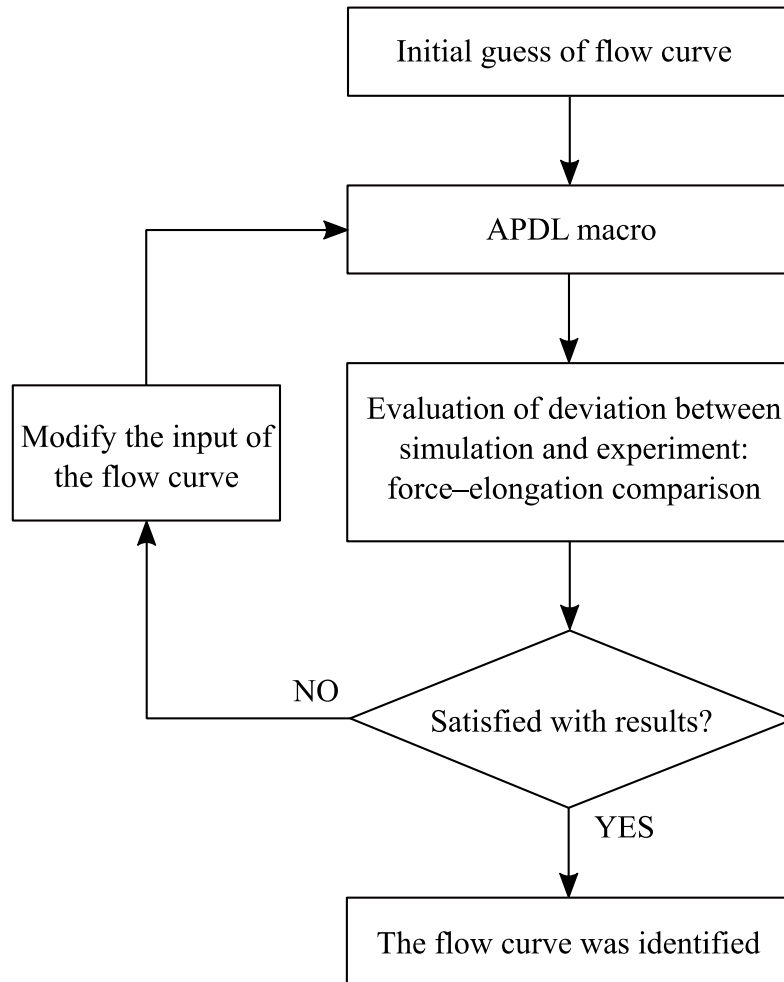 Initial guess of flow curve
APDL macro
Evaluation of deviation between
simulation and experiment:
force–elongation comparison
Modify the input of
the flow curve
NO
Satisfied with results?
YES
The flow curve was identified